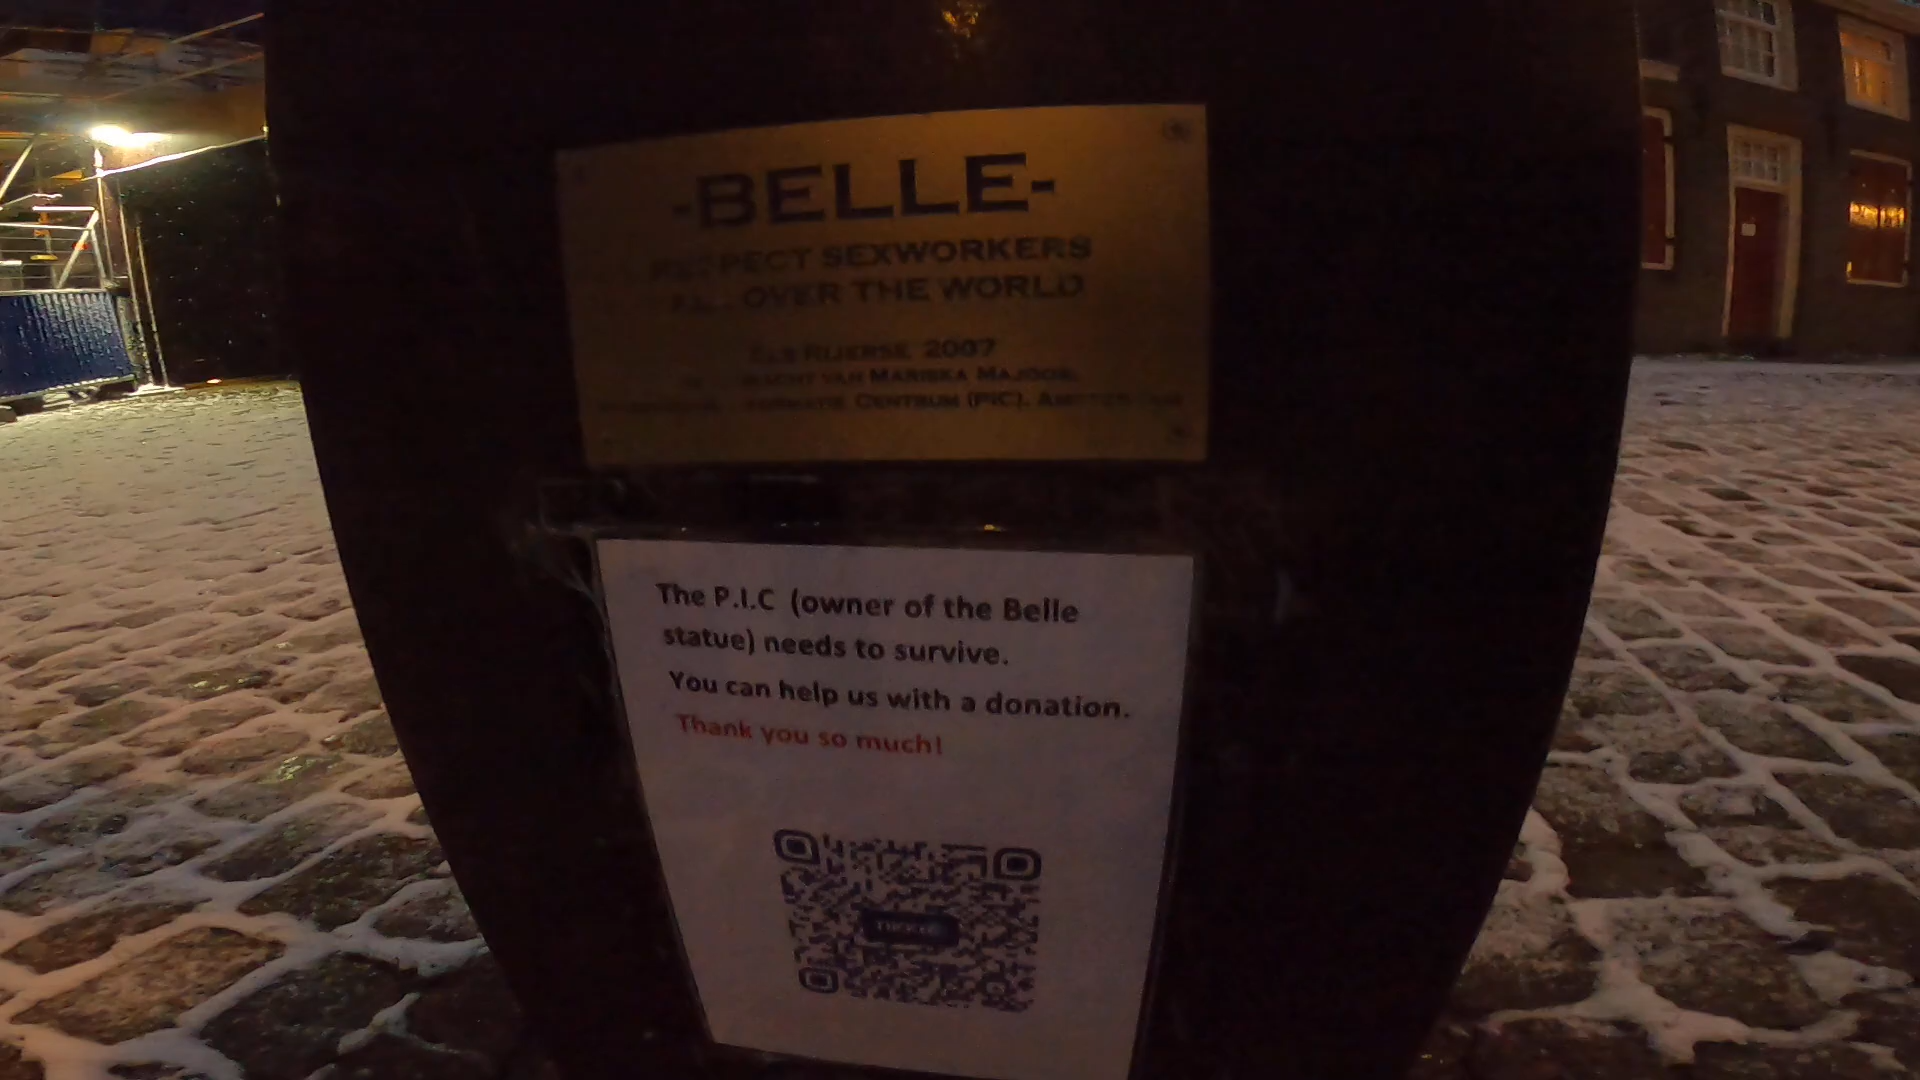 -BELLE-
RESPECT SEXWORKERS
ALL OVER THE WORLD
ELS RIJERSE 2007
VAN MARISKA MAJOOR,
CENTRUM (PIC), AMSTERDAM
The P.I.C (owner of the Belle
statue) needs to survive.
You can help us with a donation.
Thank you so much!